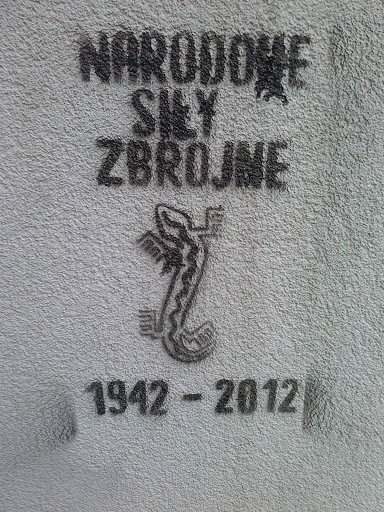 NARODOWE
SIŁY
ZBROJNE
1942 - 2012